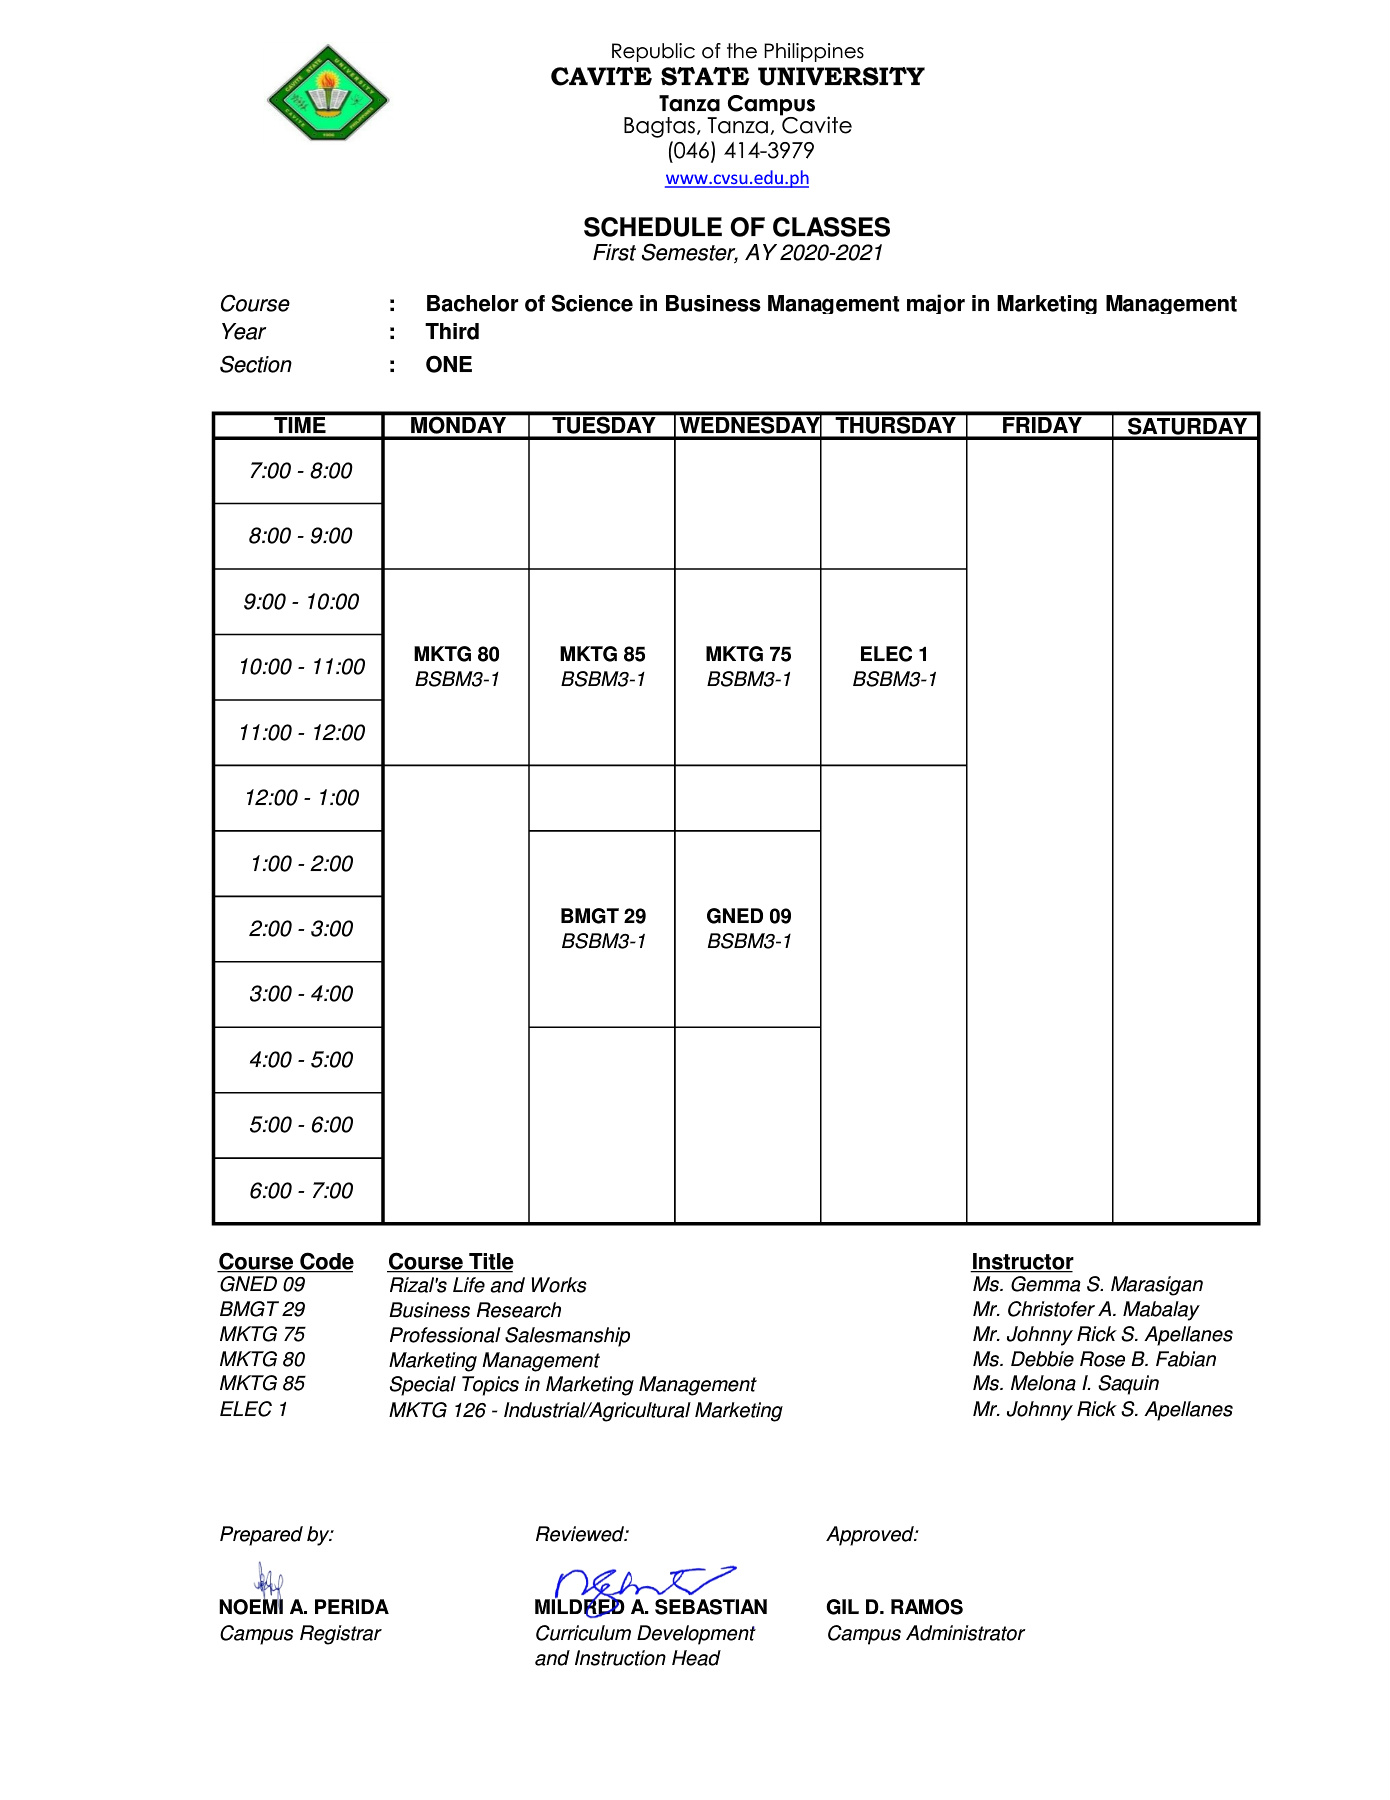 Republic of the Philippines
CAVITE STATE UNIVERSITY
Tanza Campus
Bagtas, Tanza, Cavite
(046) 414-3979
www.cvsu.edu.ph
SCHEDULE OF CLASSES
First Semester, AY 2020-2021
Course : Bachelor of Science in Business Management major in Marketing Management
Year : Third
Section : ONE
TIME MONDAY TUESDAY WEDNESDAY THURSDAY FRIDAY SATURDAY
7:00 - 8:00
8:00 - 9:00
9:00 - 10:00
10:00 - 11:00
MKTG 80 MKTG 85 MKTG 75 ELEC 1
BSBM3-1 BSBM3-1 BSBM3-1 BSBM3-1
11:00 - 12:00
12:00 - 1:00
1:00 - 2:00
2:00 - 3:00
BMGT 29 GNED 09
BSBM3-1 BSBM3-1
3:00 - 4:00
4:00 - 5:00
5:00 - 6:00
6:00 - 7:00
Course Code Course Title Instructor
GNED 09 Rizal's Life and Works Ms. Gemma S. Marasigan
BMGT 29 Business Research Mr. Christofer A. Mabalay
MKTG 75 Professional Salesmanship Mr. Johnny Rick S. Apellanes
MKTG 80 Marketing Management Ms. Debbie Rose B. Fabian
MKTG 85 Special Topics in Marketing Management Ms. Melona I. Saquin
ELEC 1 MKTG 126 - Industrial/Agricultural Marketing Mr. Johnny Rick S. Apellanes
Prepared by: Reviewed: Approved:
NOEMI A. PERIDA MILDRED A. SEBASTIAN GIL D. RAMOS
Campus Registrar Curriculum Development Campus Administrator
and Instruction Head